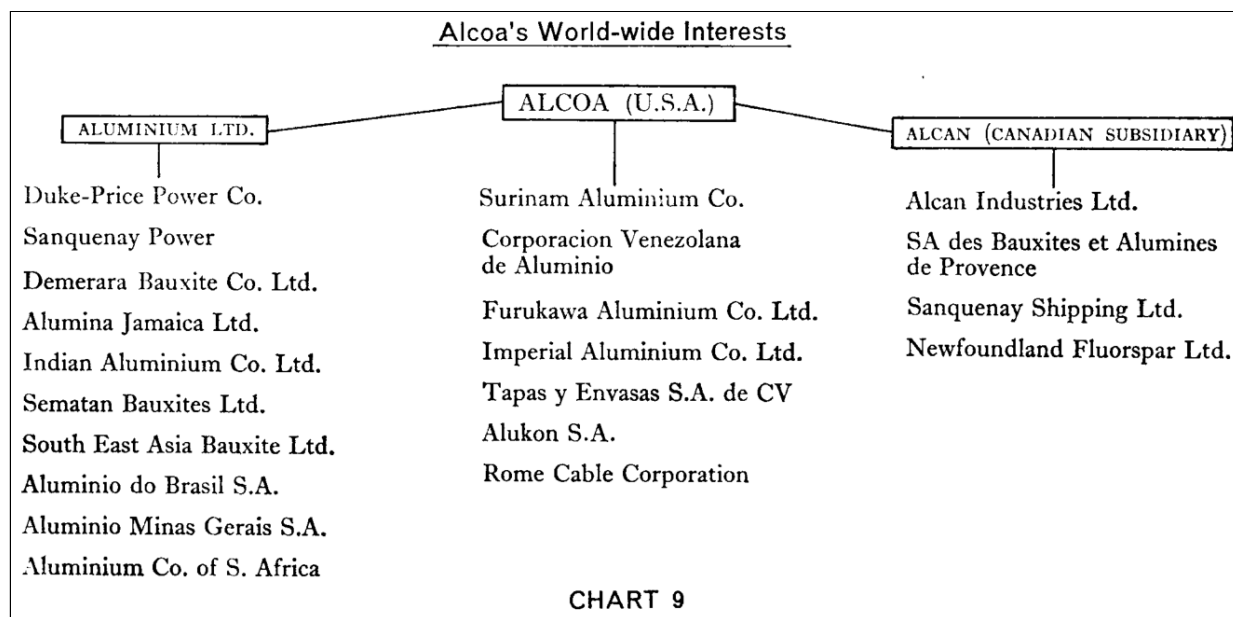 Alcoa's World-wide Interests
ALCOA (U.S.A.)
ALUMINIUM LTD.
Duke-Price Power Co.
Sanquenay Power
Demerara Bauxite Co. Ltd.
Alumina Jamaica Ltd.
Indian Aluminium Co. Ltd.
Sematan Bauxites Ltd.
South East Asia Bauxite Ltd.
Aluminio do Brasil S.A.
Aluminio Minas Gerais S.A.
Aluminium Co. of S. Africa
Surinam Aluminium Co.
Corporacion Venezolana
de Aluminio
Furukawa Aluminium Co. Ltd.
Imperial Aluminium Co. Ltd.
Tapas y Envasas S.A. de CV
Alukon S.A.
Rome Cable Corporation
ALCAN (CANADIAN SUBSIDIARY)
Alcan Industries Ltd.
SA des Bauxites et Alumines
de Provence
Sanquenay Shipping Ltd.
Newfoundland Fluorspar Ltd.
CHART 9